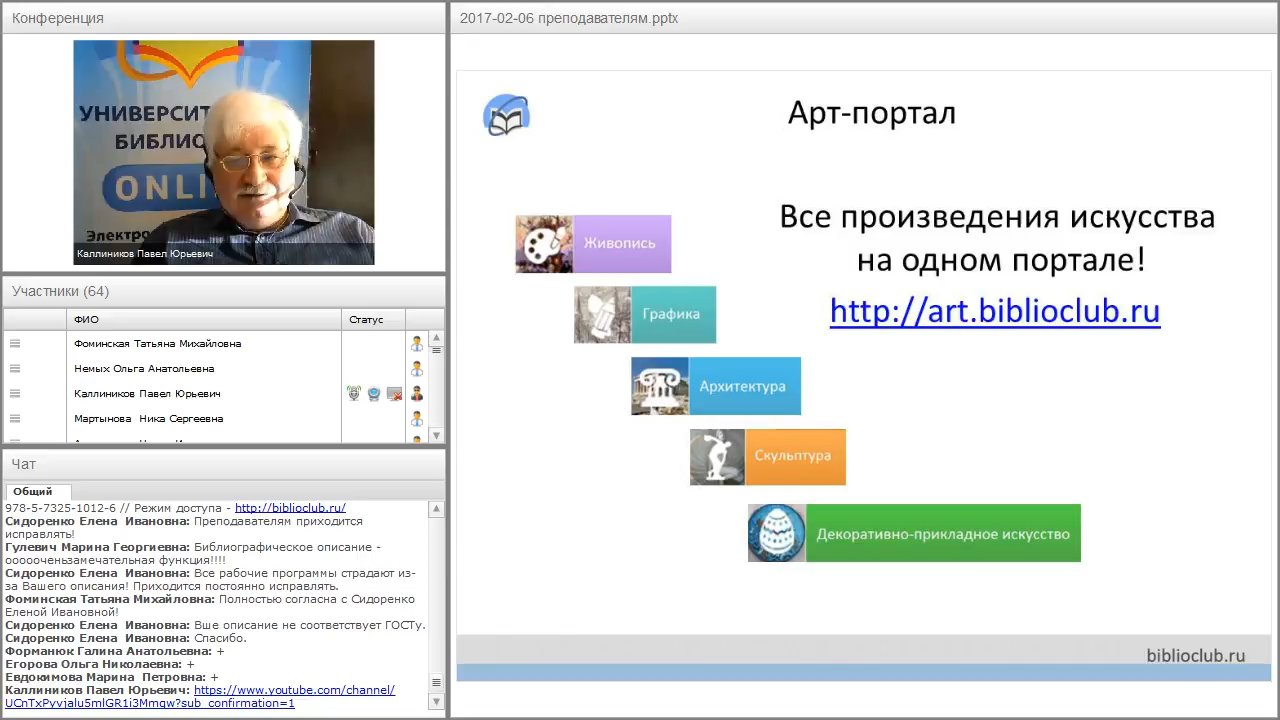 Конференция
УНИВЕРСИТ
БИБЛИО
ONLI
Электро
Каллиников Павел Юрьевич
Участники (64)
ФИО Статус
Фоминская Татьяна Михайловна
Немых Ольга Анатольевна
Каллиников Павел Юрьевич
Мартынова Ника Сергеевна
Чат
Общий
978-5-7325-1012-6 // Режим доступа - http://biblioclub.ru/
Сидоренко Елена Ивановна: Преподавателям приходится
исправлять!
Гулевич Марина Георгиевна: Библиографическое описание -
ооооченьзамечательная функция!!!!
Сидоренко Елена Ивановна: Все рабочие программы страдают из-
за Вашего описания! Приходится постоянно исправлять.
Фоминская Татьяна Михайловна: Полностью согласна с Сидоренко
Еленой Ивановной!
Сидоренко Елена Ивановна: Вше описание не соответствует ГОСТу.
Сидоренко Елена Ивановна: Спасибо.
Форманюк Галина Анатольевна: +
Егорова Ольга Николаевна: +
Евдокимова Марина Петровна: +
Каллиников Павел Юрьевич: https://www.youtube.com/channel/
UCnTxPyvjalu5mlGR1i3Mmqw?sub_confirmation=1
2017-02-06 преподавателям.pptx
Арт-портал
Все произведения искусства
на одном портале!
http://art.biblioclub.ru
Живопись
Графика
Архитектура
Скульптура
Декоративно-прикладное искусство
biblioclub.ru